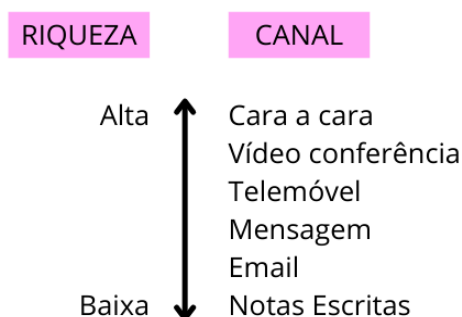 RIQUEZA CANAL
Alta Cara a cara
Vídeo conferência
Telemóvel
Mensagem
Email
Baixa Notas Escritas